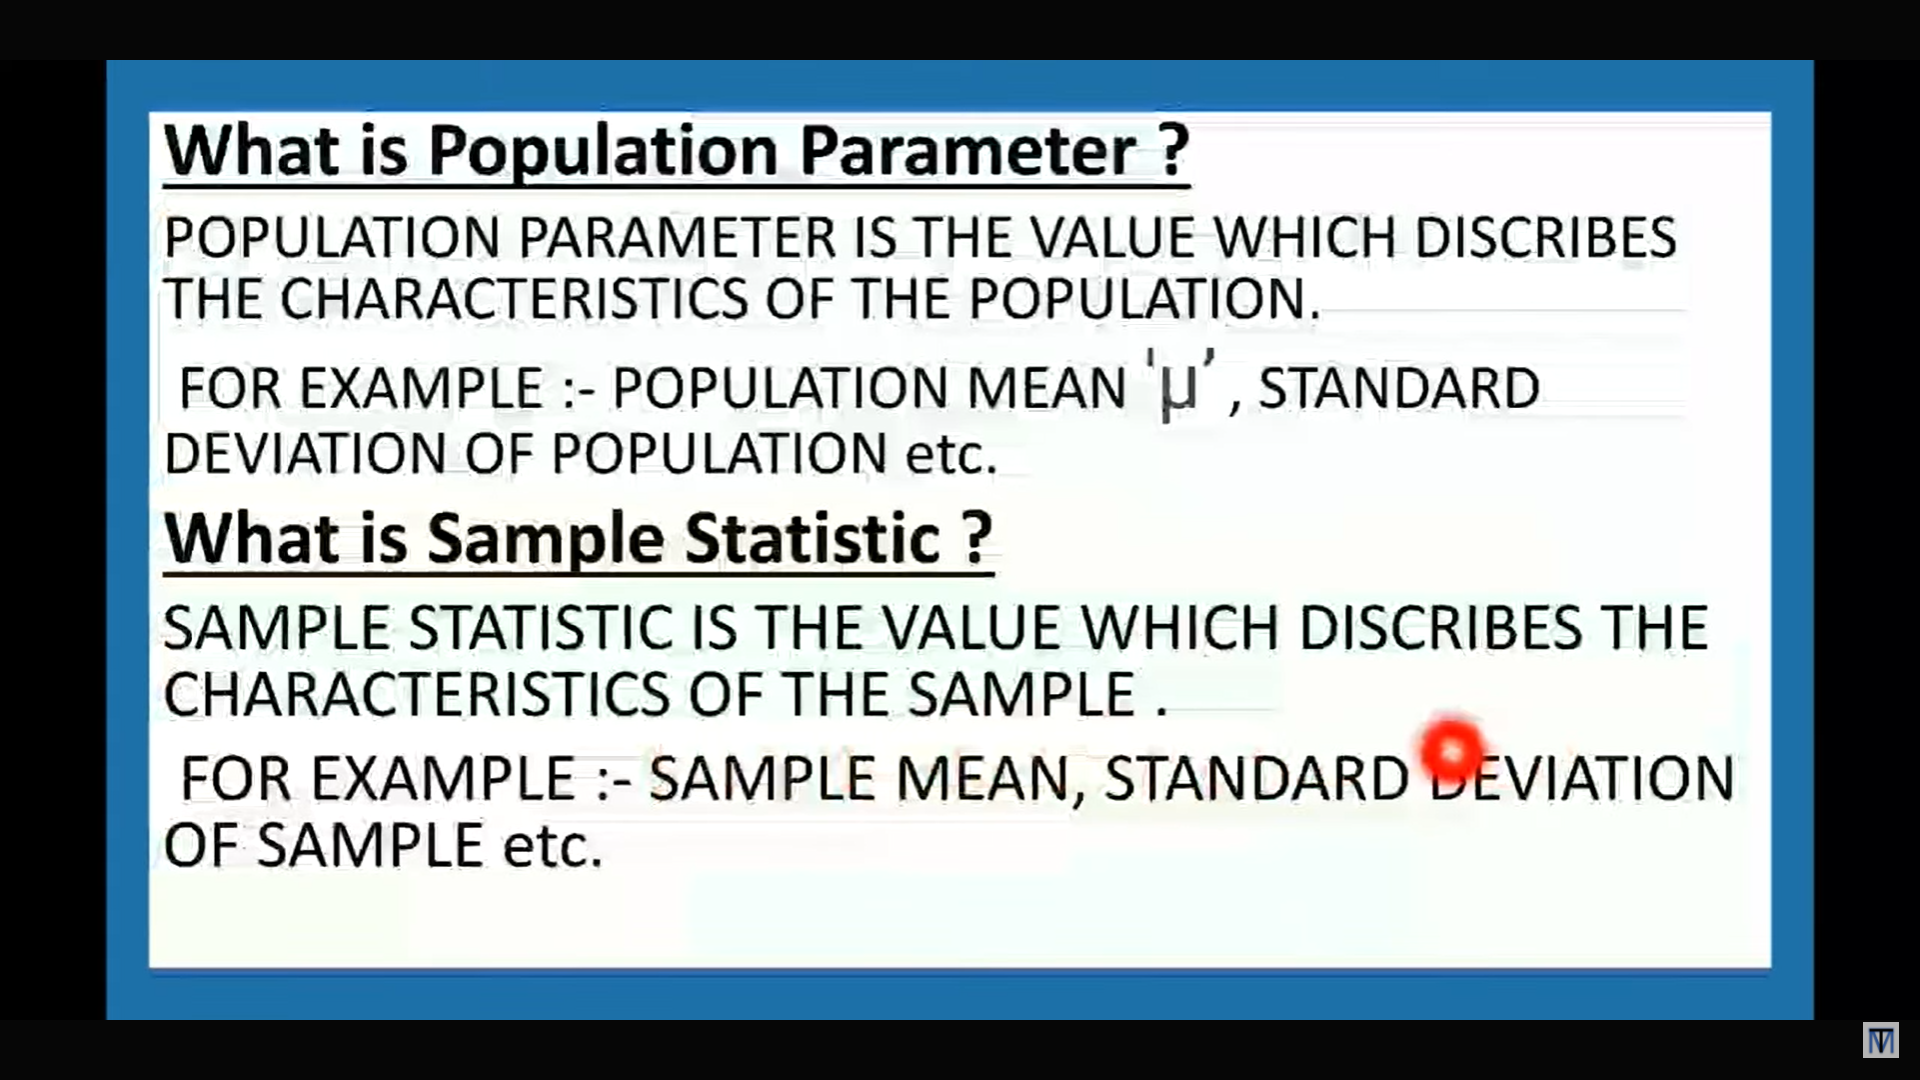 What is Population Parameter ?
POPULATION PARAMETER IS THE VALUE WHICH DISCRIBES
THE CHARACTERISTICS OF THE POPULATION.
FOR EXAMPLE :- POPULATION MEAN 'μ' , STANDARD
DEVIATION OF POPULATION etc.
What is Sample Statistic ?
SAMPLE STATISTIC IS THE VALUE WHICH DISCRIBES THE
CHARACTERISTICS OF THE SAMPLE .
FOR EXAMPLE :- SAMPLE MEAN, STANDARD DEVIATION
OF SAMPLE etc.
TM